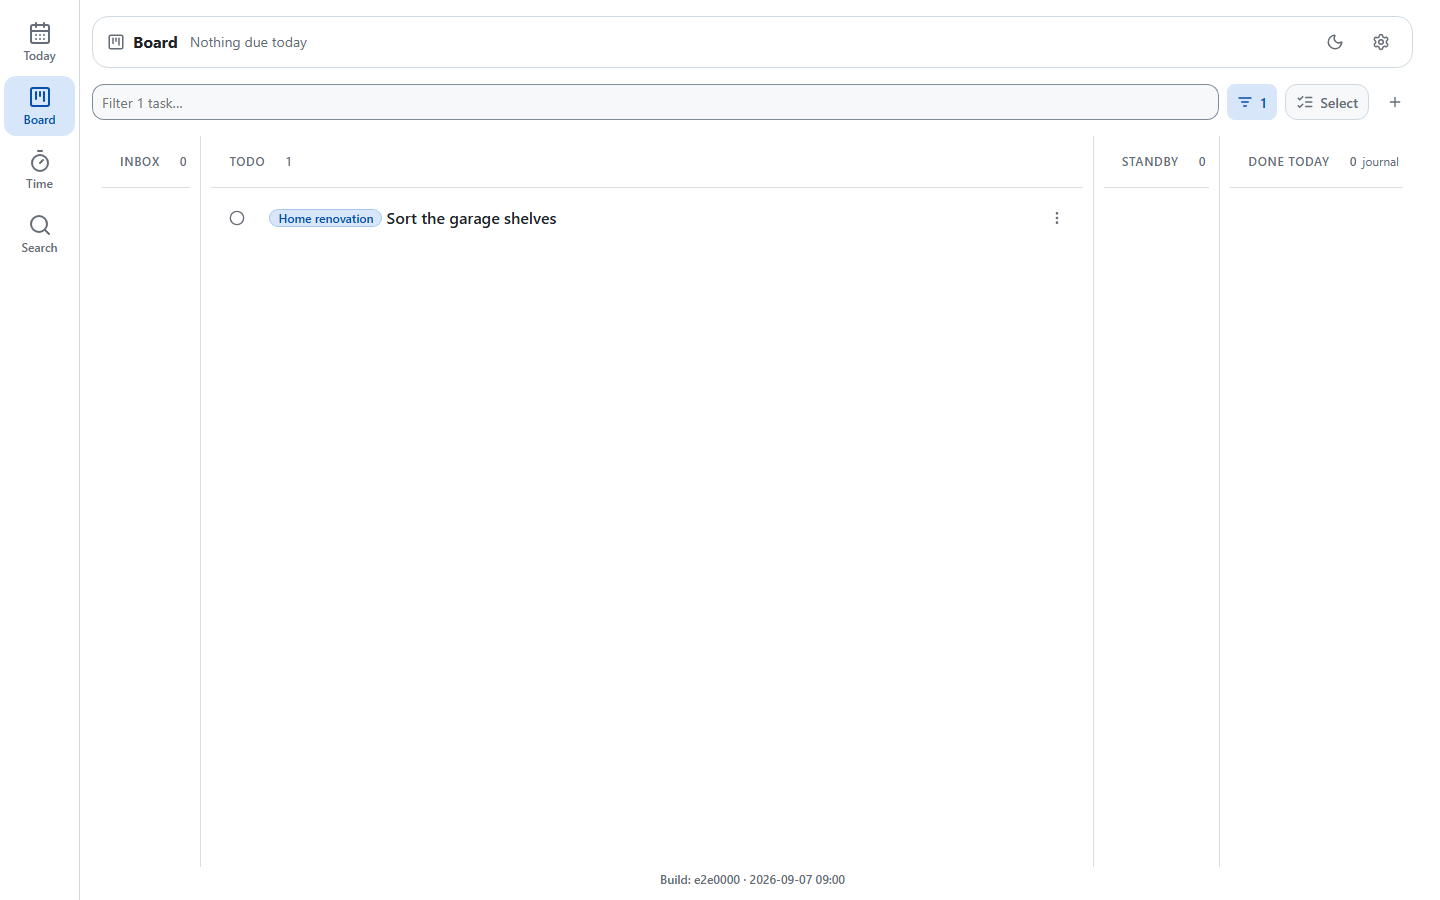 Today
Board
Time
Search
Board Nothing due today
Filter 1 task...
1
Select
INBOX 0
TODO 1
STANDBY 0
DONE TODAY 0 journal
Home renovation Sort the garage shelves
Build: e2e0000 · 2026-09-07 09:00